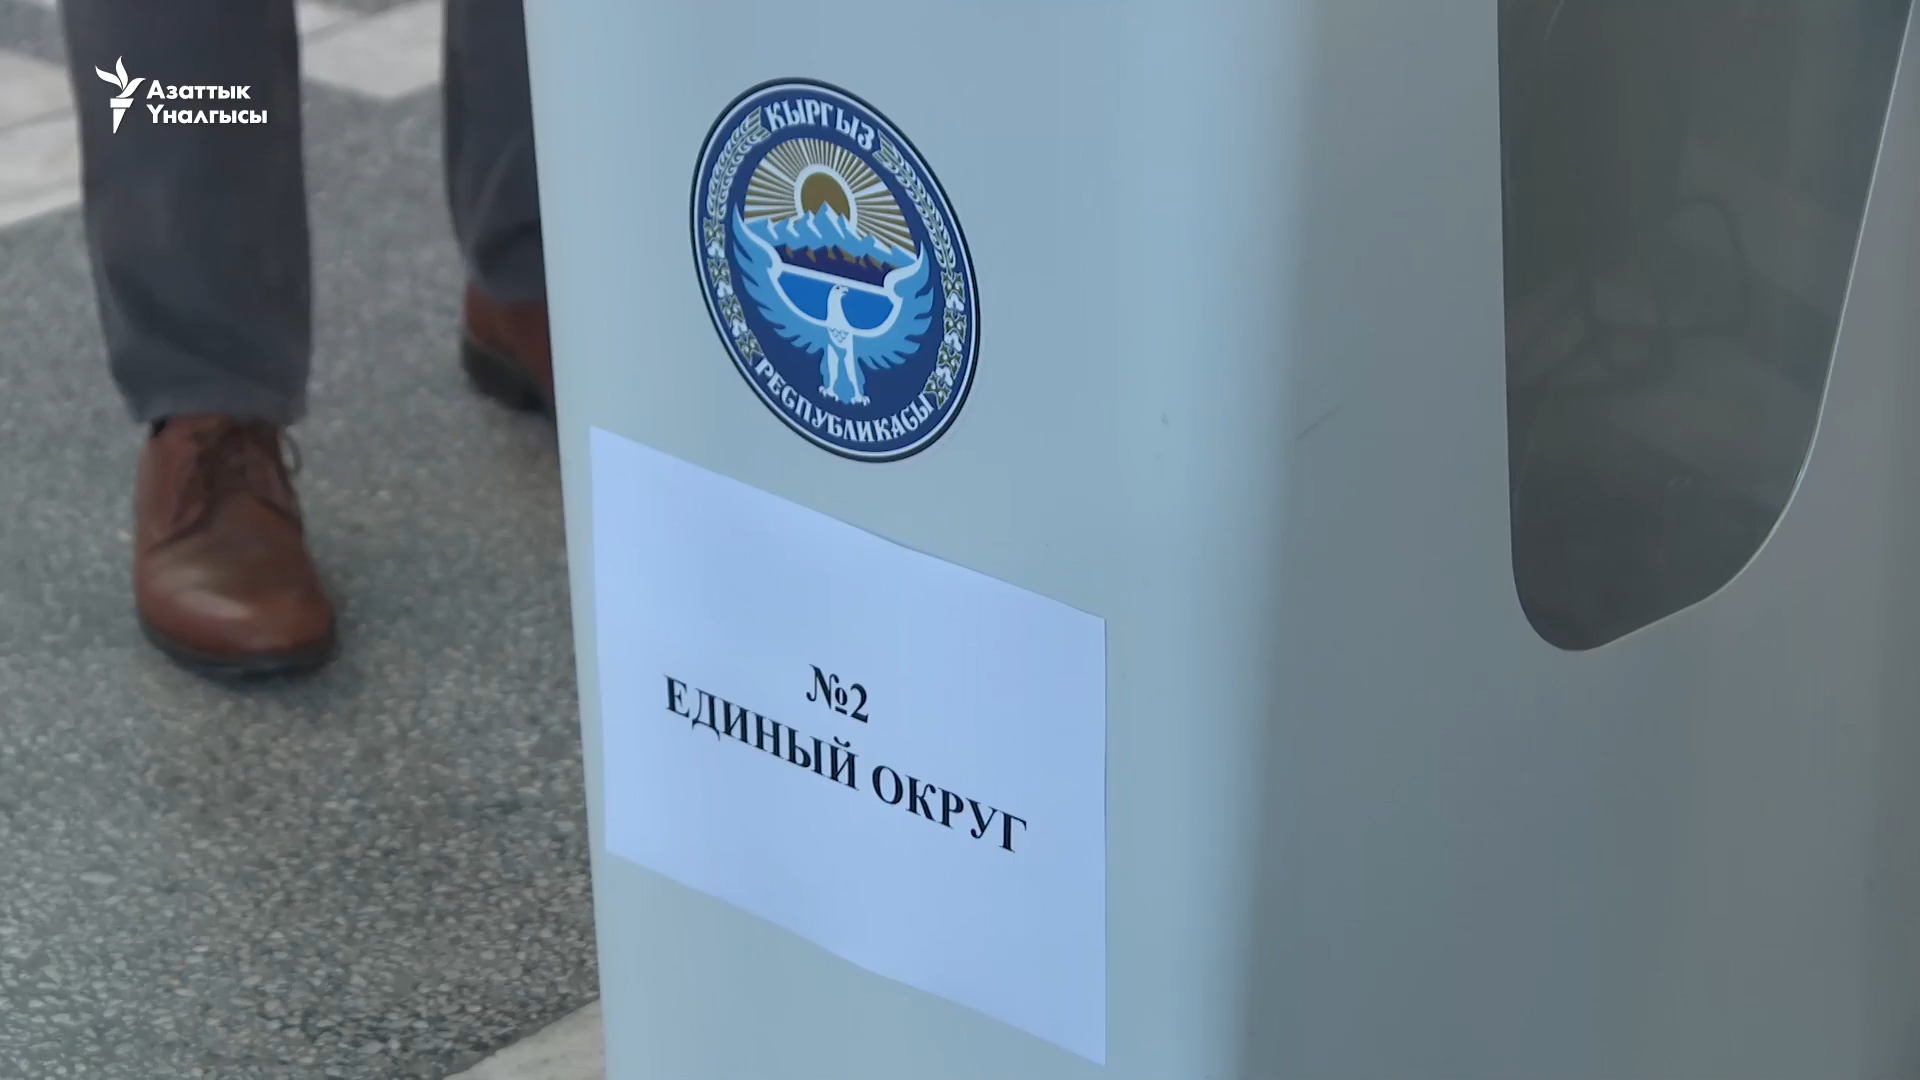 Азаттык
Үналгысы
КЫРГЫЗ
РЕСПУБЛИКАСЫ
№2
ЕДИНЫЙ ОКРУГ